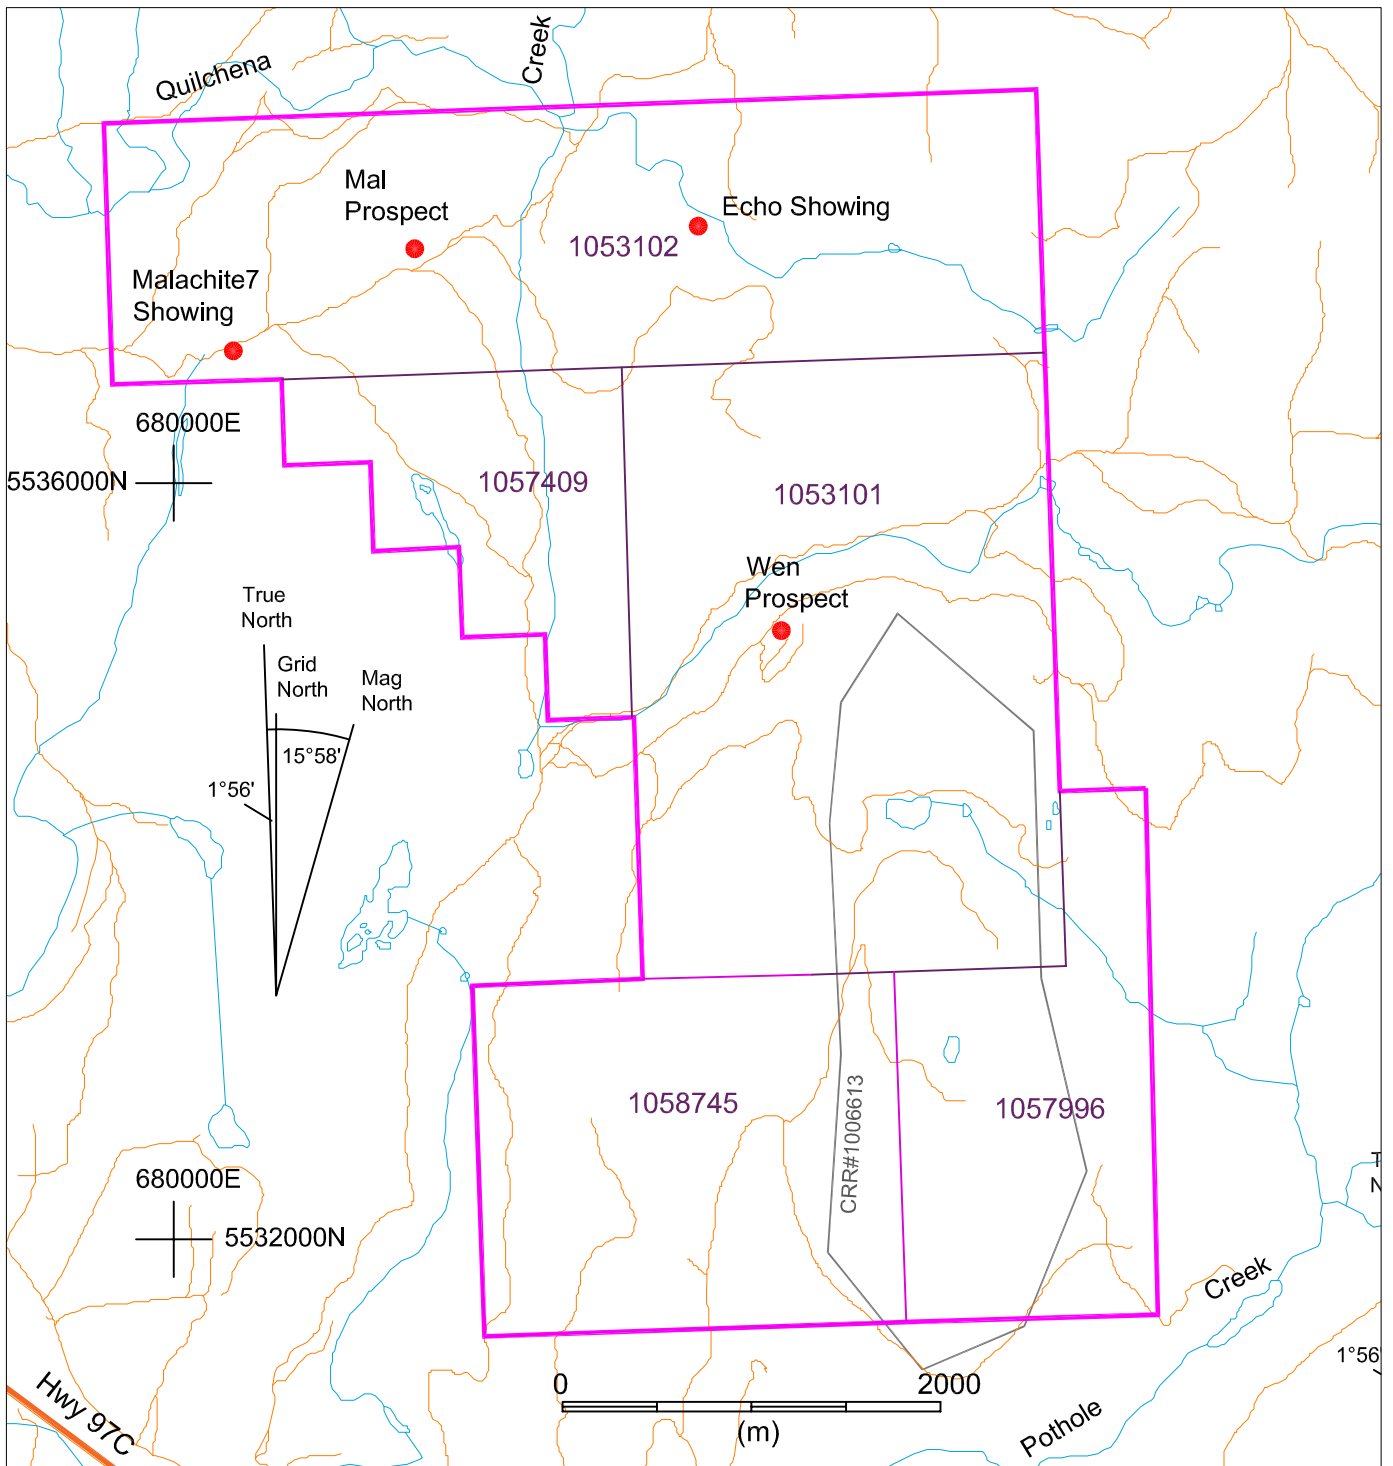 Quilchena
Creek
Mal
Prospect
Echo Showing
1053102
Malachite7
Showing
680000E
5536000N
1057409
1053101
Wen
Prospect
True
North
Grid
North
Mag
North
15°58'
1°56'
CRR#1006613
1058745
1057996
680000E
5532000N
Creek
1°56'
Hwy 97C
0 2000
(m)
Pothole
T
N